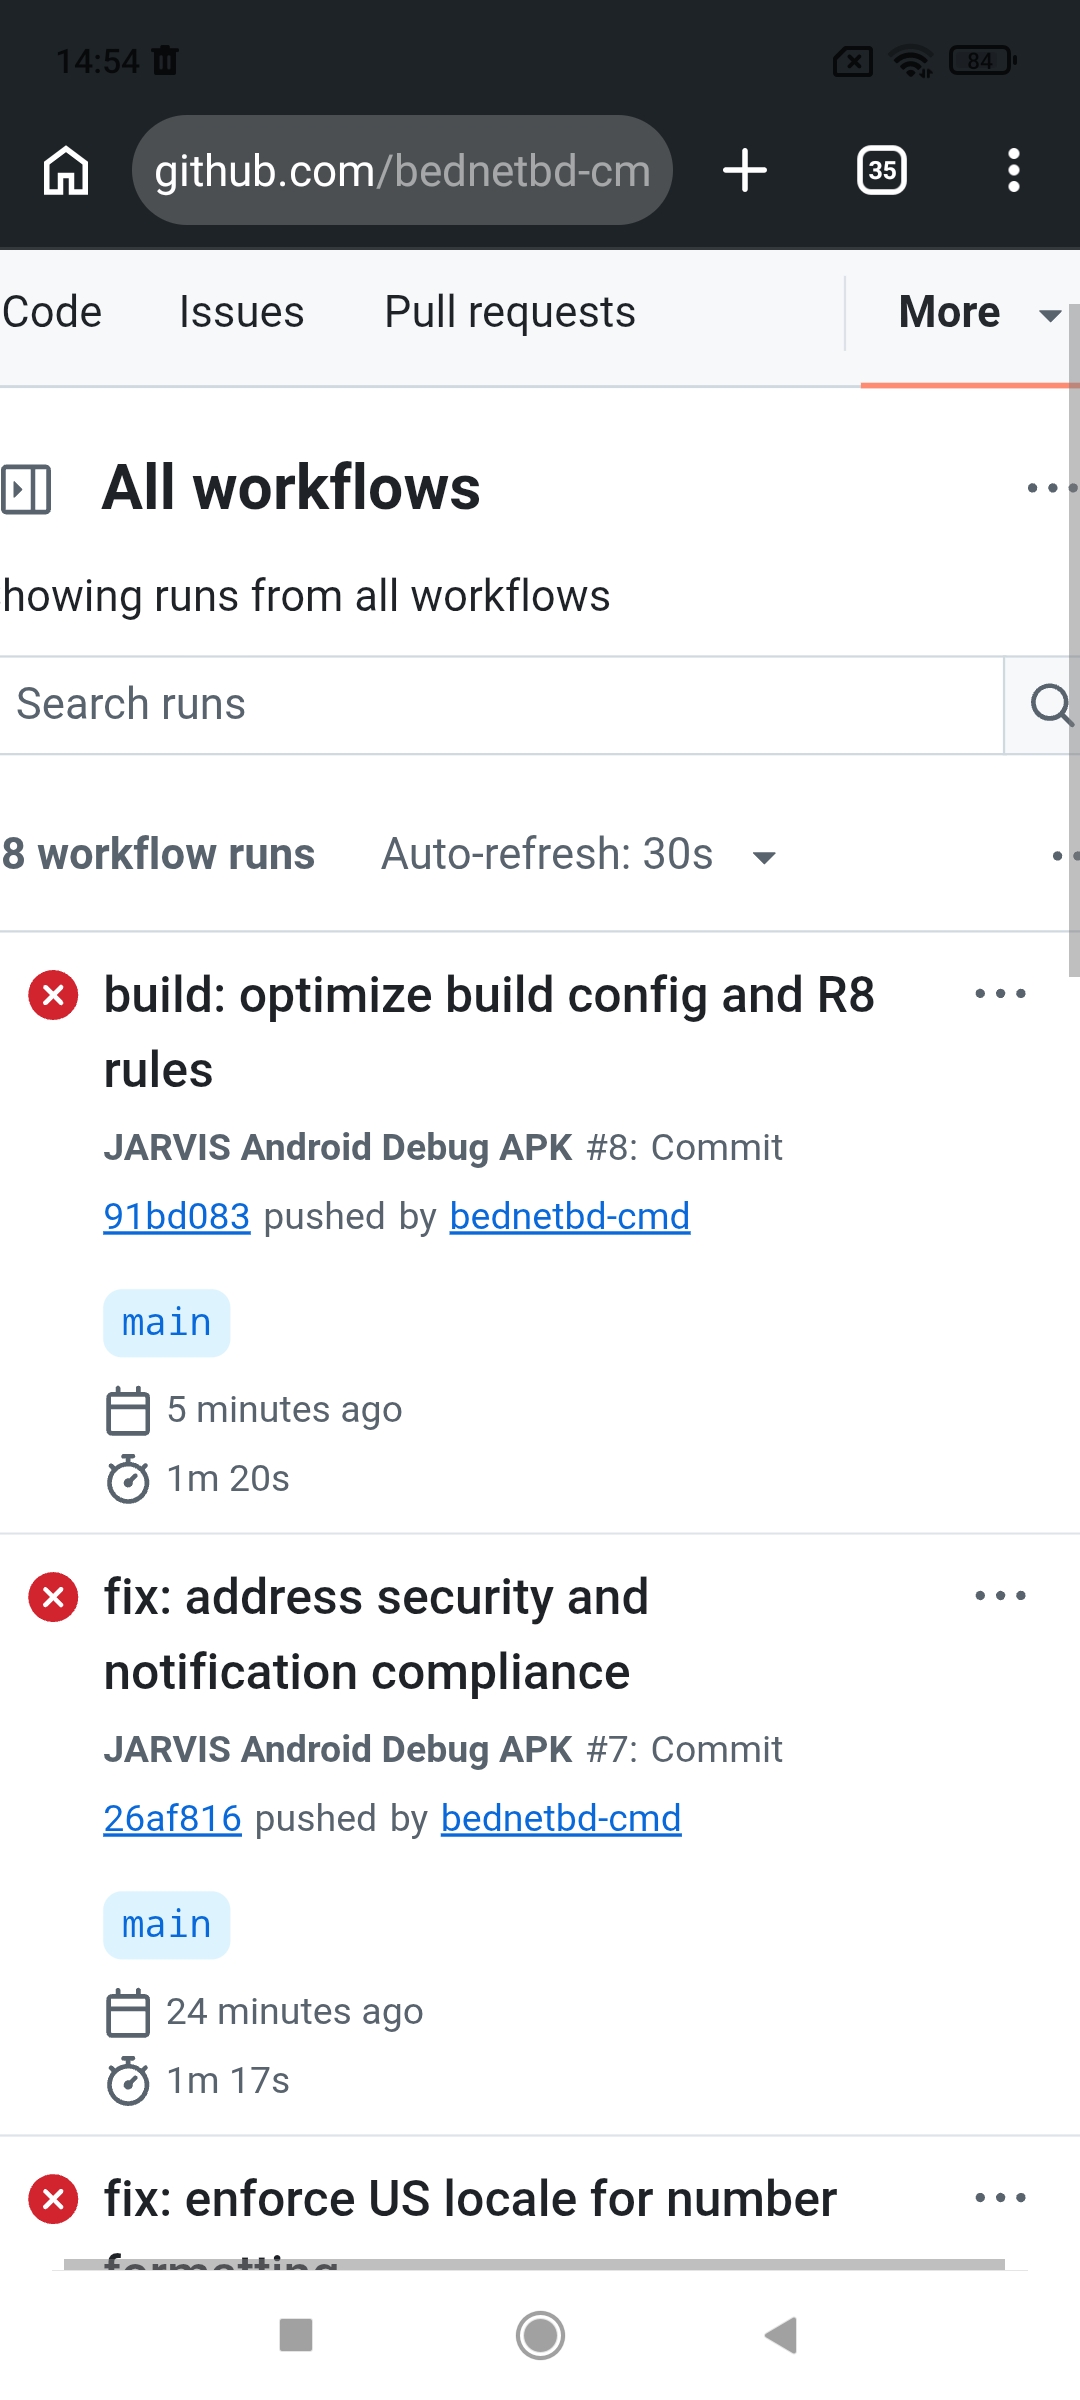 14:54
84
github.com/bednetbd-cm
35
Code Issues Pull requests More
All workflows
howing runs from all workflows
Search runs
8 workflow runs Auto-refresh: 30s
build: optimize build config and R8
rules
JARVIS Android Debug APK #8: Commit
91bd083 pushed by bednetbd-cmd
main
5 minutes ago
1m 20s
fix: address security and
notification compliance
JARVIS Android Debug APK #7: Commit
26af816 pushed by bednetbd-cmd
main
24 minutes ago
1m 17s
fix: enforce US locale for number
formatting